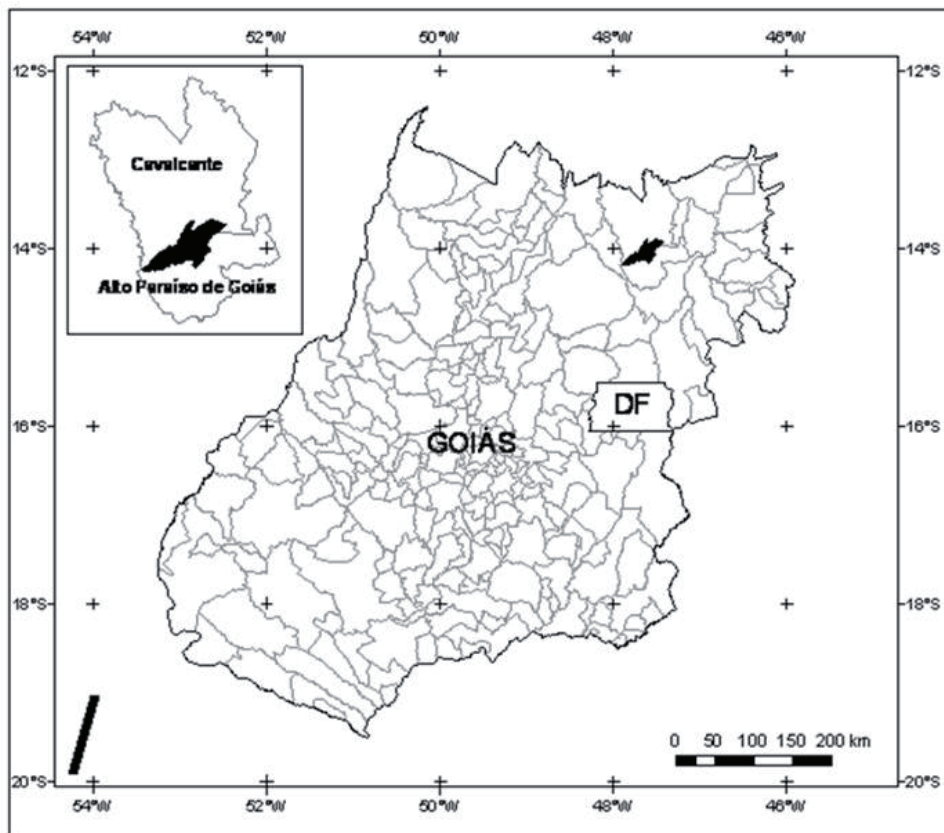 54°W 52°W 50°W 48°W 46°W
12°S 12°S
Cavalcante
14°S 14°S
Alto Paraíso de Goiás
DF
16°S 16°S
GOIÁS
18°S 18°S
0 50 100 150 200 km
20°S 20°S
54°W 52°W 50°W 48°W 46°W